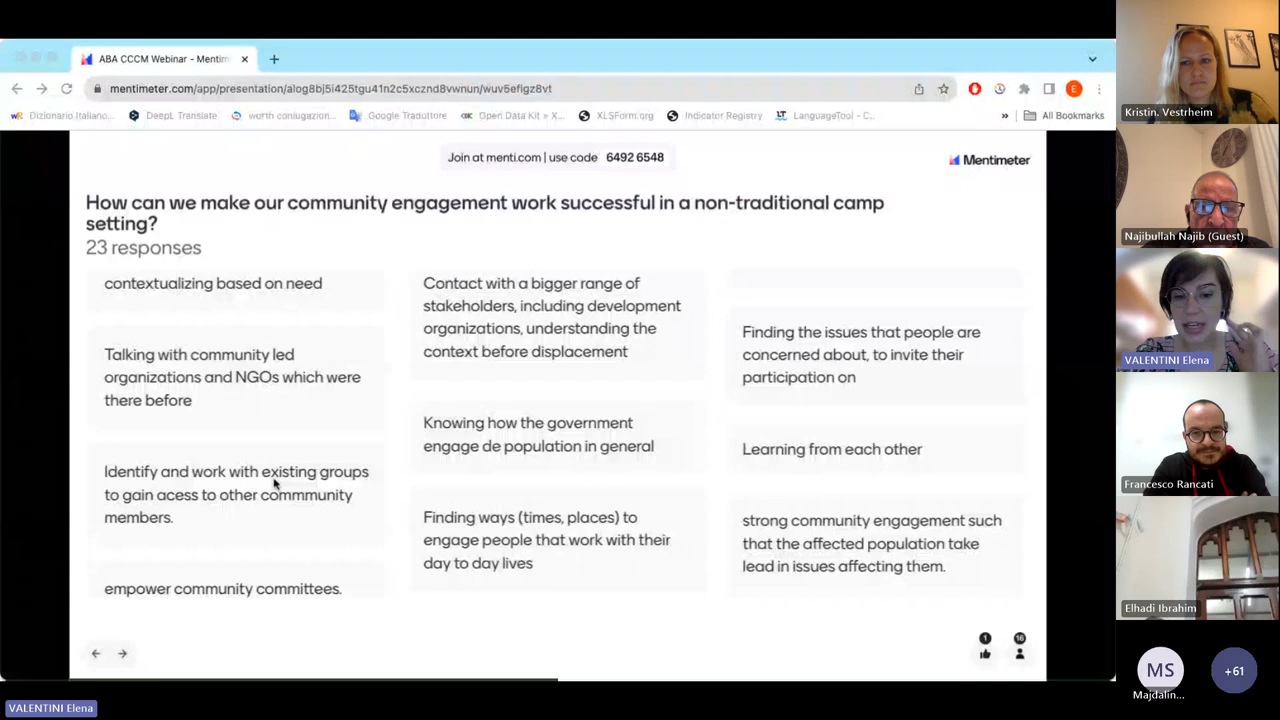 ABA CCCM Webinar - Mentim
mentimeter.com/app/presentation/alog8bj5i425tgu41n2c5xcznd8vwnun/wuv5efigz8vt
E
Dizionario Italiano...
DeepL Translate
worth coniugazion...
Google Traduttore
Open Data Kit » X...
XLSForm.org
Indicator Registry
LanguageTool - C...
»
All Bookmarks
Join at menti.com | use code 6492 6548
Mentimeter
How can we make our community engagement work successful in a non-traditional camp
setting?
23 responses
contextualizing based on need
Talking with community led
organizations and NGOs which were
there before
Identify and work with existing groups
to gain acess to other commmunity
members.
empower community committees.
Contact with a bigger range of
stakeholders, including development
organizations, understanding the
context before displacement
Knowing how the government
engage de population in general
Finding ways (times, places) to
engage people that work with their
day to day lives
Finding the issues that people are
concerned about, to invite their
participation on
Learning from each other
strong community engagement such
that the affected population take
lead in issues affecting them.
1
16
Kristin. Vestrheim
Najibullah Najib (Guest)
VALENTINI Elena
Francesco Rancati
Elhadi Ibrahim
MS
Majdalin...
+61
VALENTINI Elena